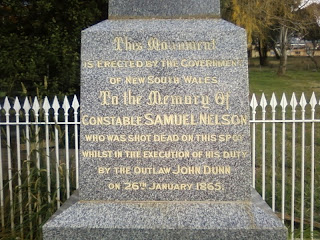 This Monument
IS ERECTED BY THE GOVERNMENT
OF NEW SOUTH WALES,
To the Memory of
CONSTABLE SAMUEL NELSON
WHO WAS SHOT DEAD ON THIS SPOT
WHILST IN THE EXECUTION OF HIS DUTY
BY THE OUTLAW JOHN DUNN
ON 26TH JANUARY 1865.